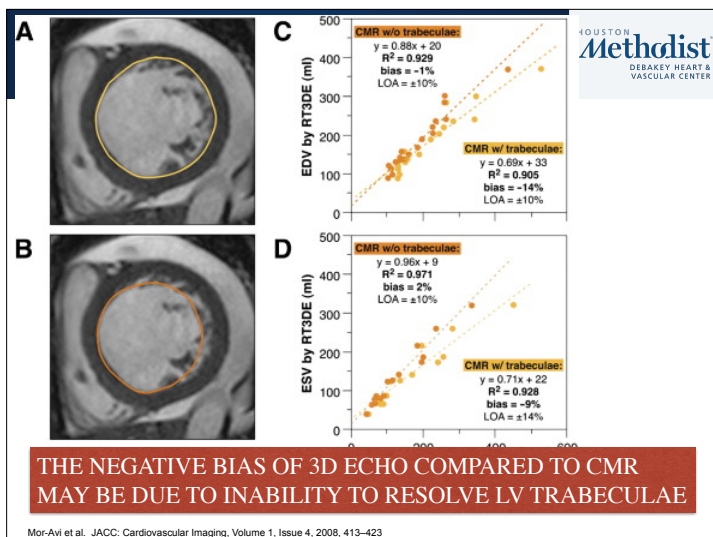 A
C
HOUSTON
Methodist
DEBAKEY HEART &
VASCULAR CENTER
EDV by RT3DE (ml)
500
400
300
200
100
0
CMR w/o trabeculae:
y = 0.88x + 20
R² = 0.929
bias = –1%
LOA = ±10%
CMR w/ trabeculae:
y = 0.69x + 33
R² = 0.905
bias = –14%
LOA = ±10%
B
D
ESV by RT3DE (ml)
500
400
300
200
100
0
CMR w/o trabeculae:
y = 0.96x + 9
R² = 0.971
bias = 2%
LOA = ±10%
CMR w/ trabeculae:
y = 0.71x + 22
R² = 0.928
bias = –9%
LOA = ±14%
0 200 400 600
THE NEGATIVE BIAS OF 3D ECHO COMPARED TO CMR
MAY BE DUE TO INABILITY TO RESOLVE LV TRABECULAE
Mor-Avi et al. JACC: Cardiovascular Imaging, Volume 1, Issue 4, 2008, 413–423